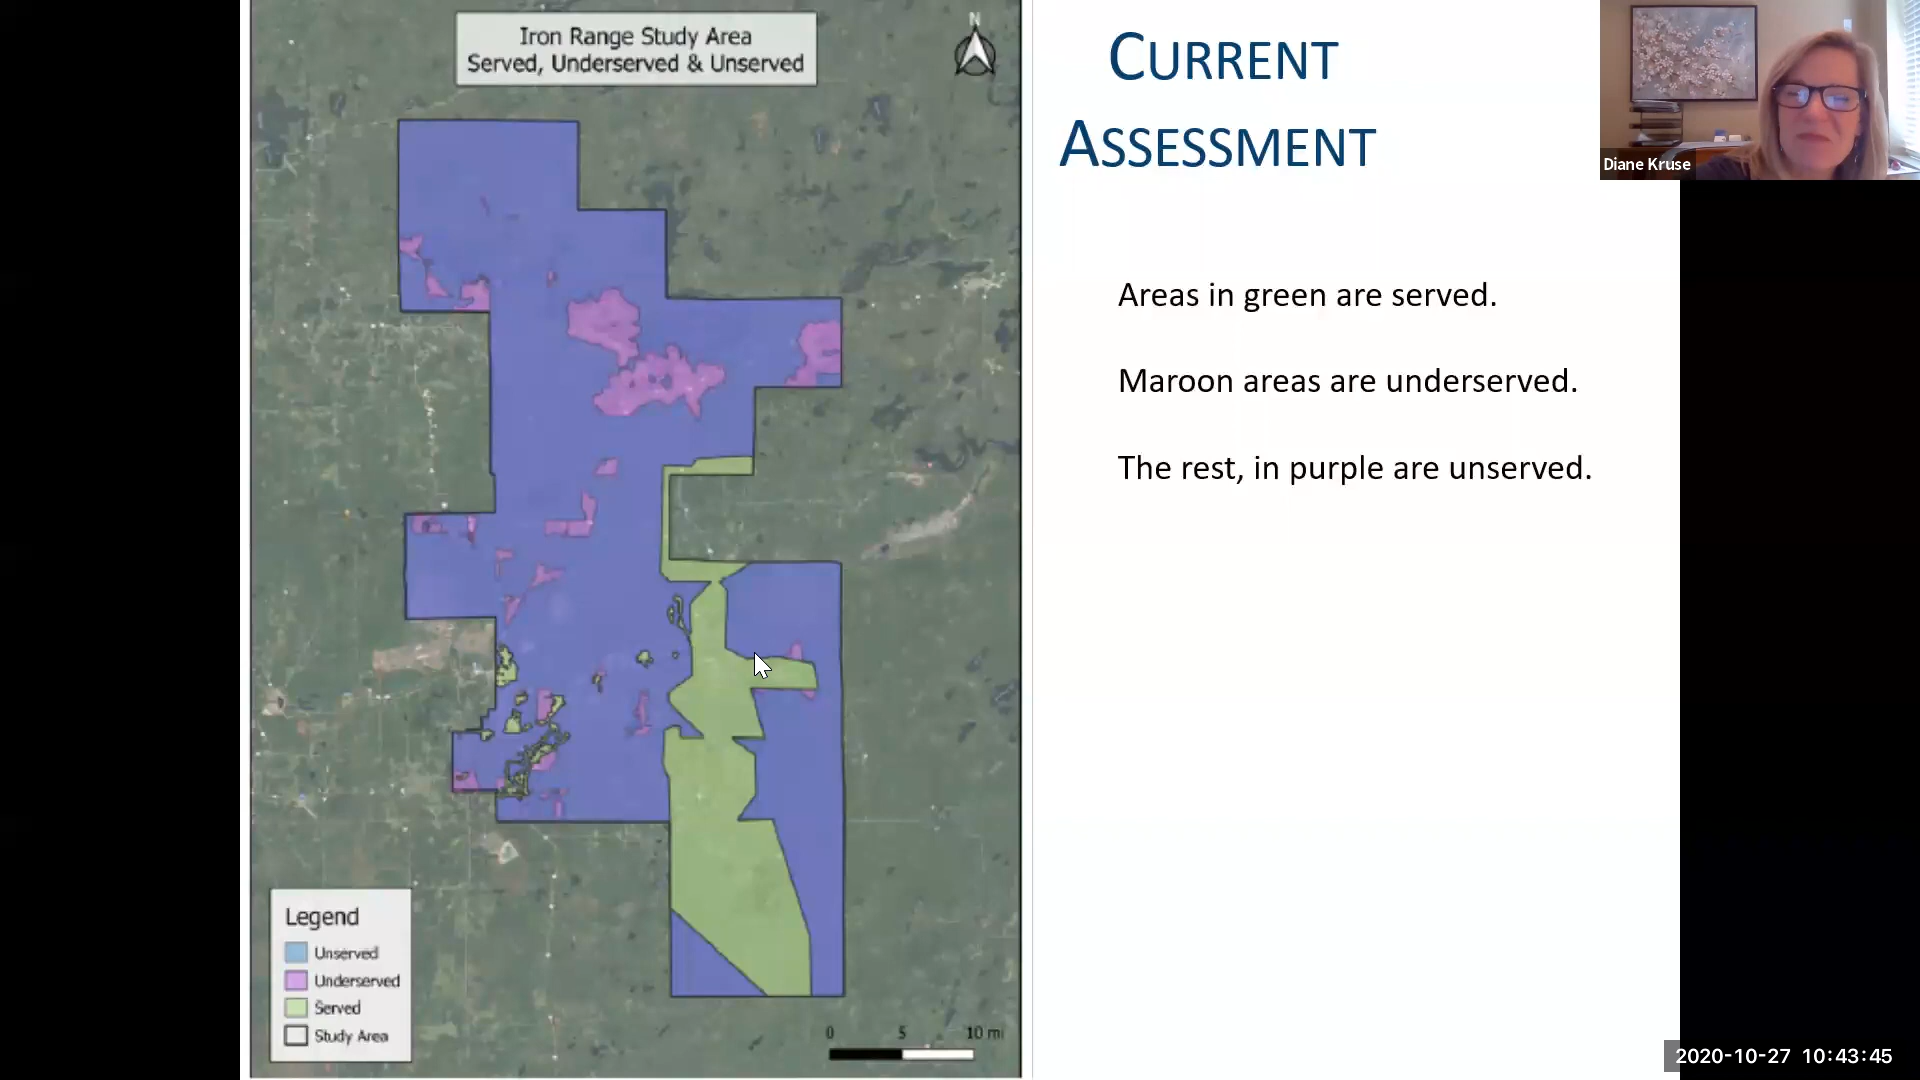 Iron Range Study Area
Served, Underserved & Unserved
N
CURRENT
ASSESSMENT
Diane Kruse
Areas in green are served.
Maroon areas are underserved.
The rest, in purple are unserved.
Legend
Unserved
Underserved
Served
Study Area
0 5 10 mi
2020-10-27 10:43:45